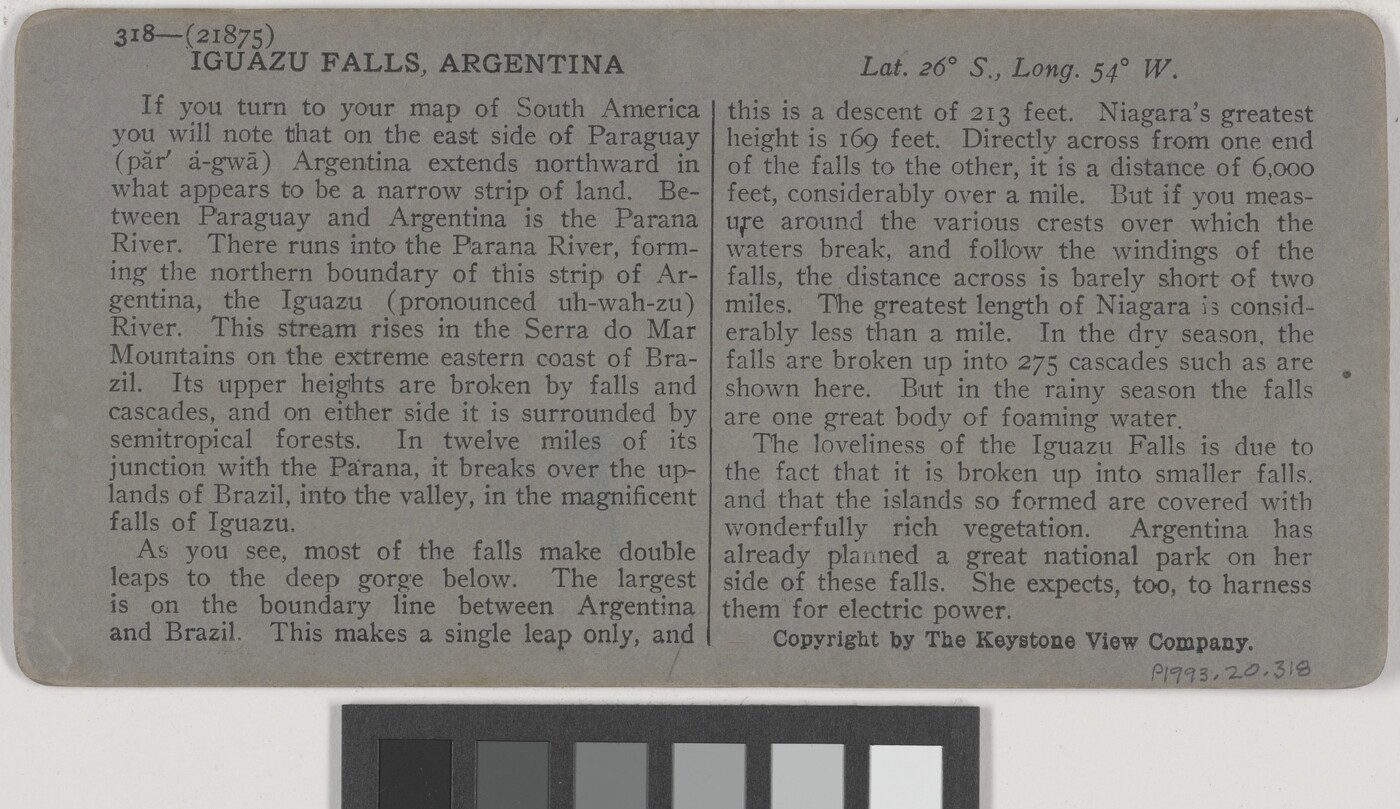 318—(21875)
IGUAZU FALLS, ARGENTINA
Lat. 26° S., Long. 54° W.
If you turn to your map of South America
you will note that on the east side of Paraguay
(păr′ ȧ-gwā) Argentina extends northward in
what appears to be a narrow strip of land. Be-
tween Paraguay and Argentina is the Parana
River. There runs into the Parana River, form-
ing the northern boundary of this strip of Ar-
gentina, the Iguazu (pronounced uh-wah-zu)
River. This stream rises in the Serra do Mar
Mountains on the extreme eastern coast of Bra-
zil. Its upper heights are broken by falls and
cascades, and on either side it is surrounded by
semitropical forests. In twelve miles of its
junction with the Parana, it breaks over the up-
lands of Brazil, into the valley, in the magnificent
falls of Iguazu.
As you see, most of the falls make double
leaps to the deep gorge below. The largest
is on the boundary line between Argentina
and Brazil. This makes a single leap only, and
this is a descent of 213 feet. Niagara's greatest
height is 169 feet. Directly across from one end
of the falls to the other, it is a distance of 6,000
feet, considerably over a mile. But if you meas-
ure around the various crests over which the
waters break, and follow the windings of the
falls, the distance across is barely short of two
miles. The greatest length of Niagara is consid-
erably less than a mile. In the dry season, the
falls are broken up into 275 cascades such as are
shown here. But in the rainy season the falls
are one great body of foaming water.
The loveliness of the Iguazu Falls is due to
the fact that it is broken up into smaller falls.
and that the islands so formed are covered with
wonderfully rich vegetation. Argentina has
already planned a great national park on her
side of these falls. She expects, too, to harness
them for electric power.
Copyright by The Keystone View Company.
P1993.20.318